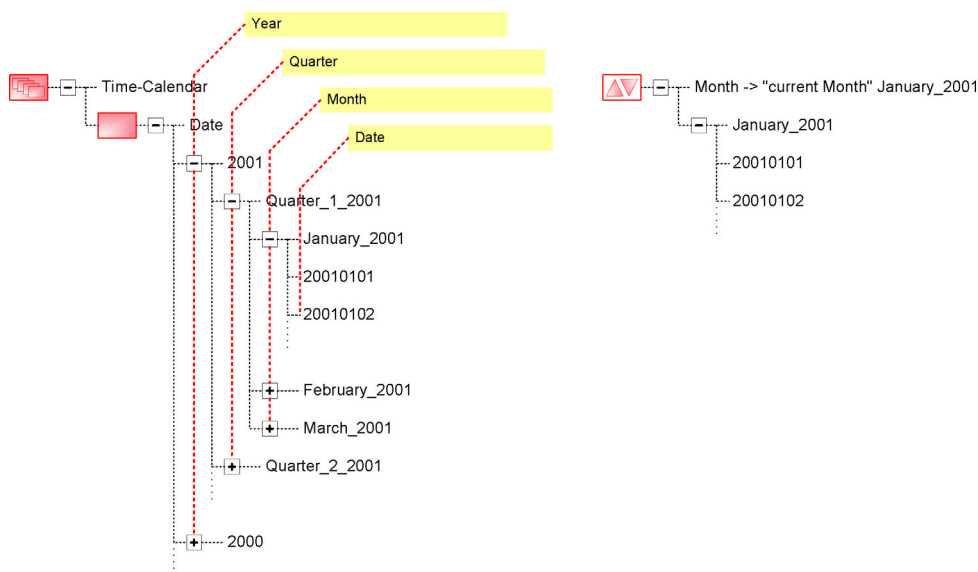 Year
Quarter
Month
Date
Time-Calendar
Date
2001
Quarter_1_2001
January_2001
20010101
20010102
February_2001
March_2001
Quarter_2_2001
2000
Month -> "current Month" January_2001
January_2001
20010101
20010102